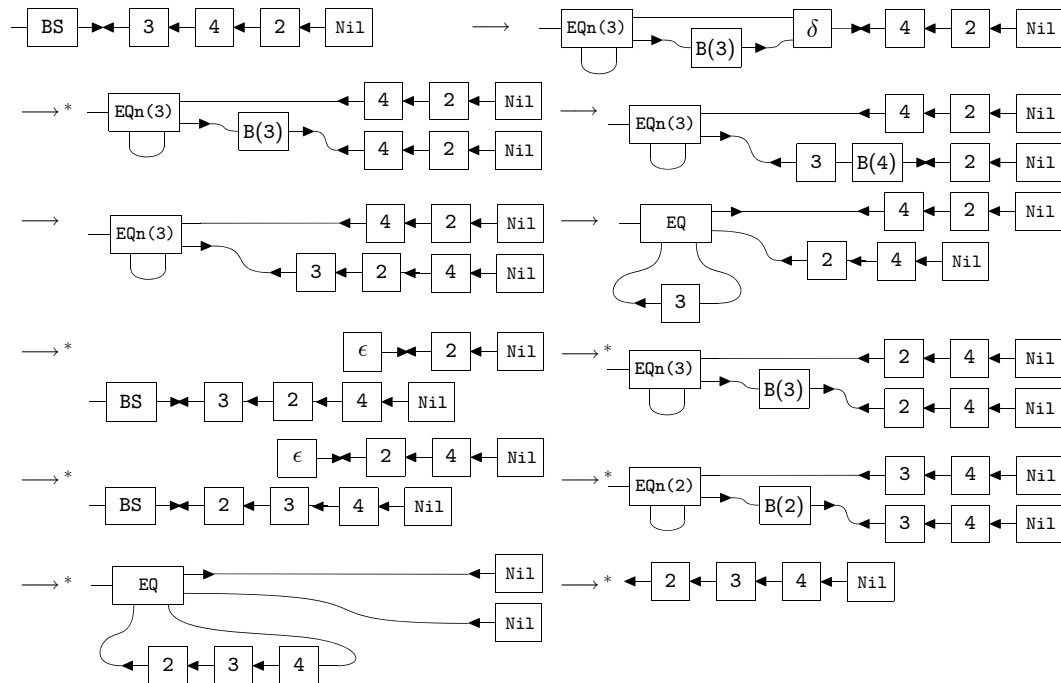 BS 3 4 2 Nil
⟶ EQn(3) B(3) δ 4 2 Nil
⟶* EQn(3) 4 2 Nil
B(3) 4 2 Nil
⟶ EQn(3) 4 2 Nil
3 B(4) 2 Nil
⟶ EQn(3) 4 2 Nil
3 2 4 Nil
⟶ EQ 4 2 Nil
2 4 Nil
3
⟶* ϵ 2 Nil
BS 3 2 4 Nil
⟶* EQn(3) 2 4 Nil
B(3) 2 4 Nil
⟶* ϵ 2 4 Nil
BS 2 3 4 Nil
⟶* EQn(2) 3 4 Nil
B(2) 3 4 Nil
⟶* EQ Nil
Nil
2 3 4
⟶* 2 3 4 Nil